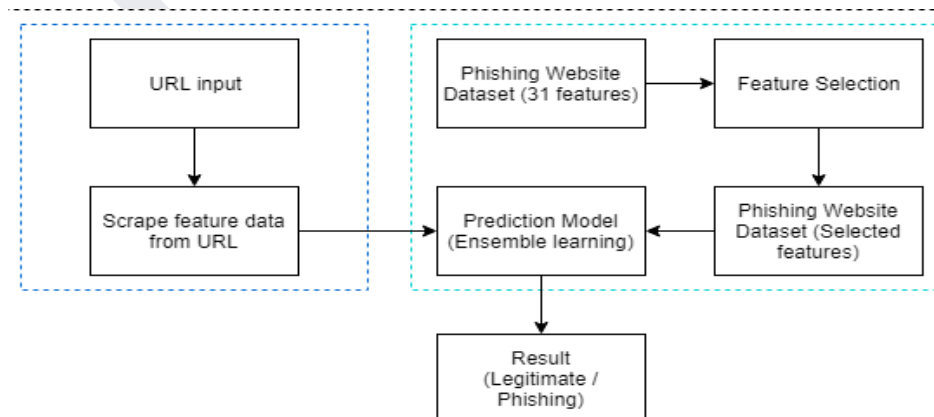 URL input
Phishing Website
Dataset (31 features)
Feature Selection
Scrape feature data
from URL
Prediction Model
(Ensemble learning)
Phishing Website
Dataset (Selected
features)
Result
(Legitimate /
Phishing)